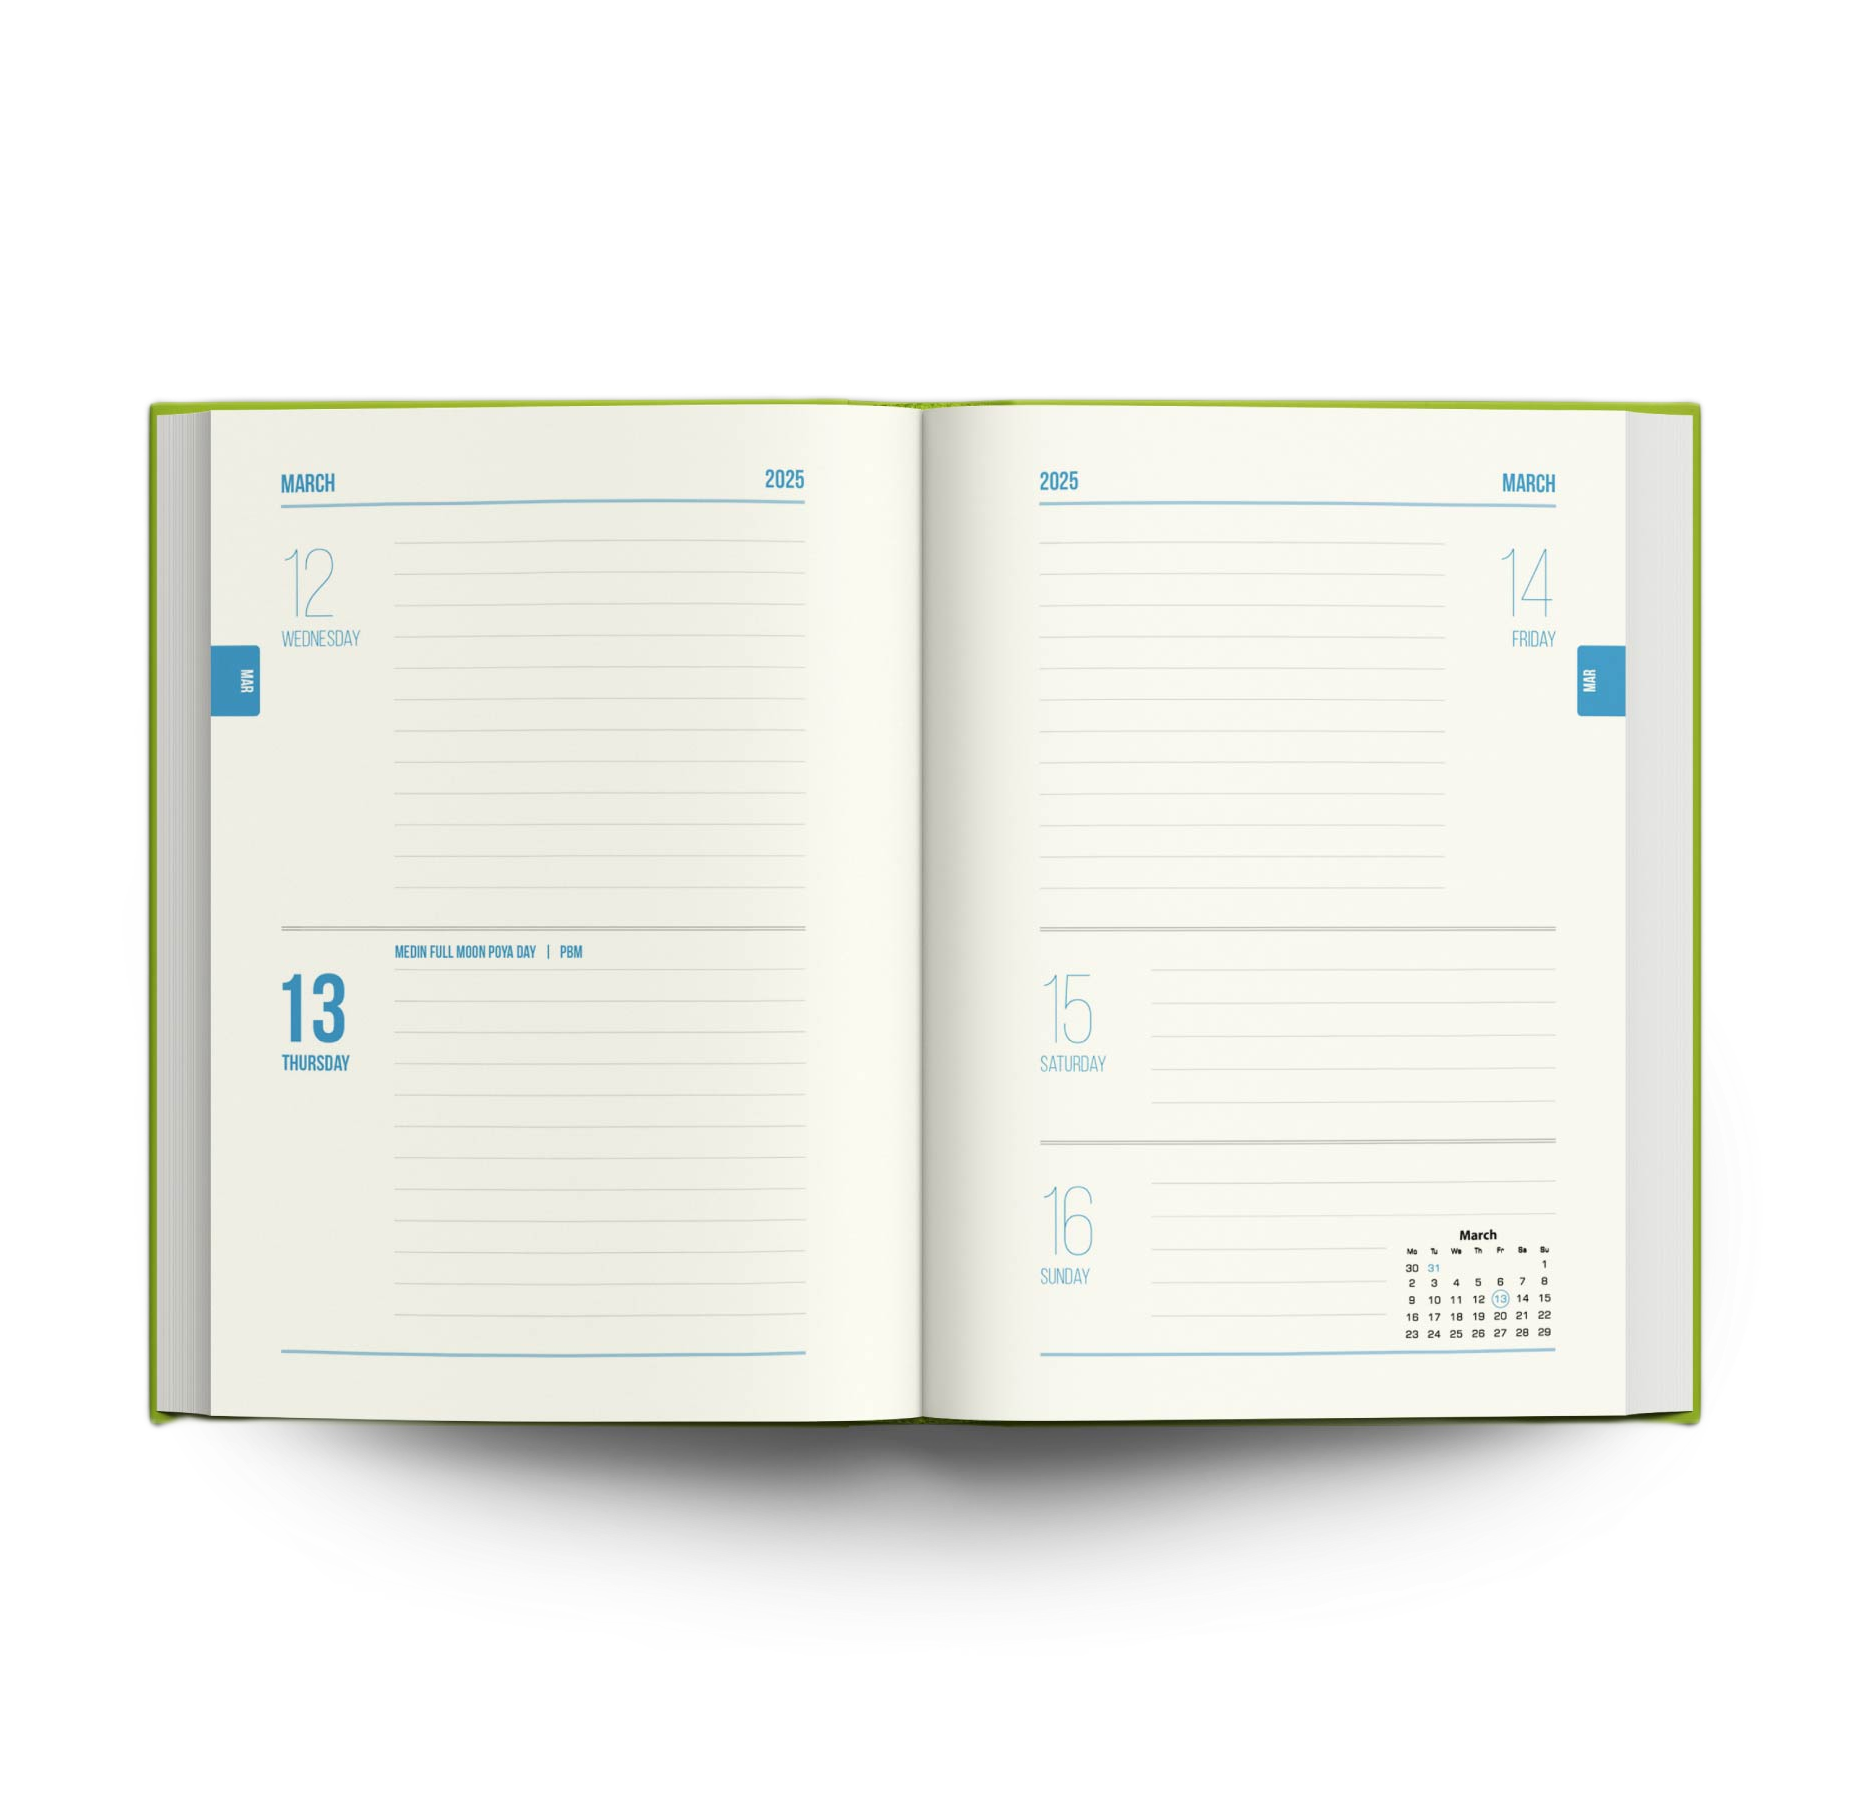 MARCH 2025
12
WEDNESDAY
MAR
MEDIN FULL MOON POYA DAY | PBM
13
THURSDAY
2025 MARCH
14
FRIDAY
MAR
15
SATURDAY
16
SUNDAY
March
Mo Tu We Th Fr Sa Su
30 31 1
2 3 4 5 6 7 8
9 10 11 12 13 14 15
16 17 18 19 20 21 22
23 24 25 26 27 28 29